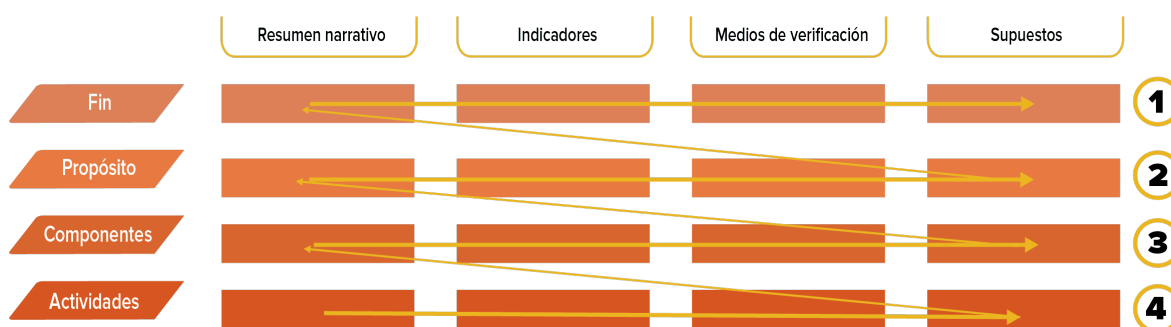 Resumen narrativo Indicadores Medios de verificación Supuestos
Fin 1
Propósito 2
Componentes 3
Actividades 4